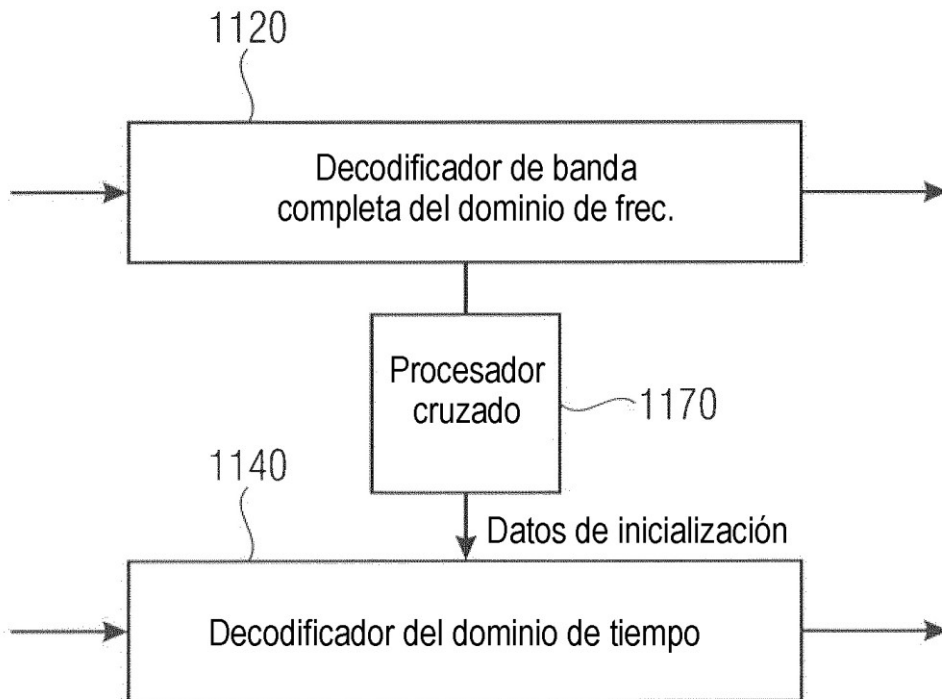 1120
Decodificador de banda
completa del dominio de frec.
Procesador
cruzado
1170
1140
Datos de inicialización
Decodificador del dominio de tiempo